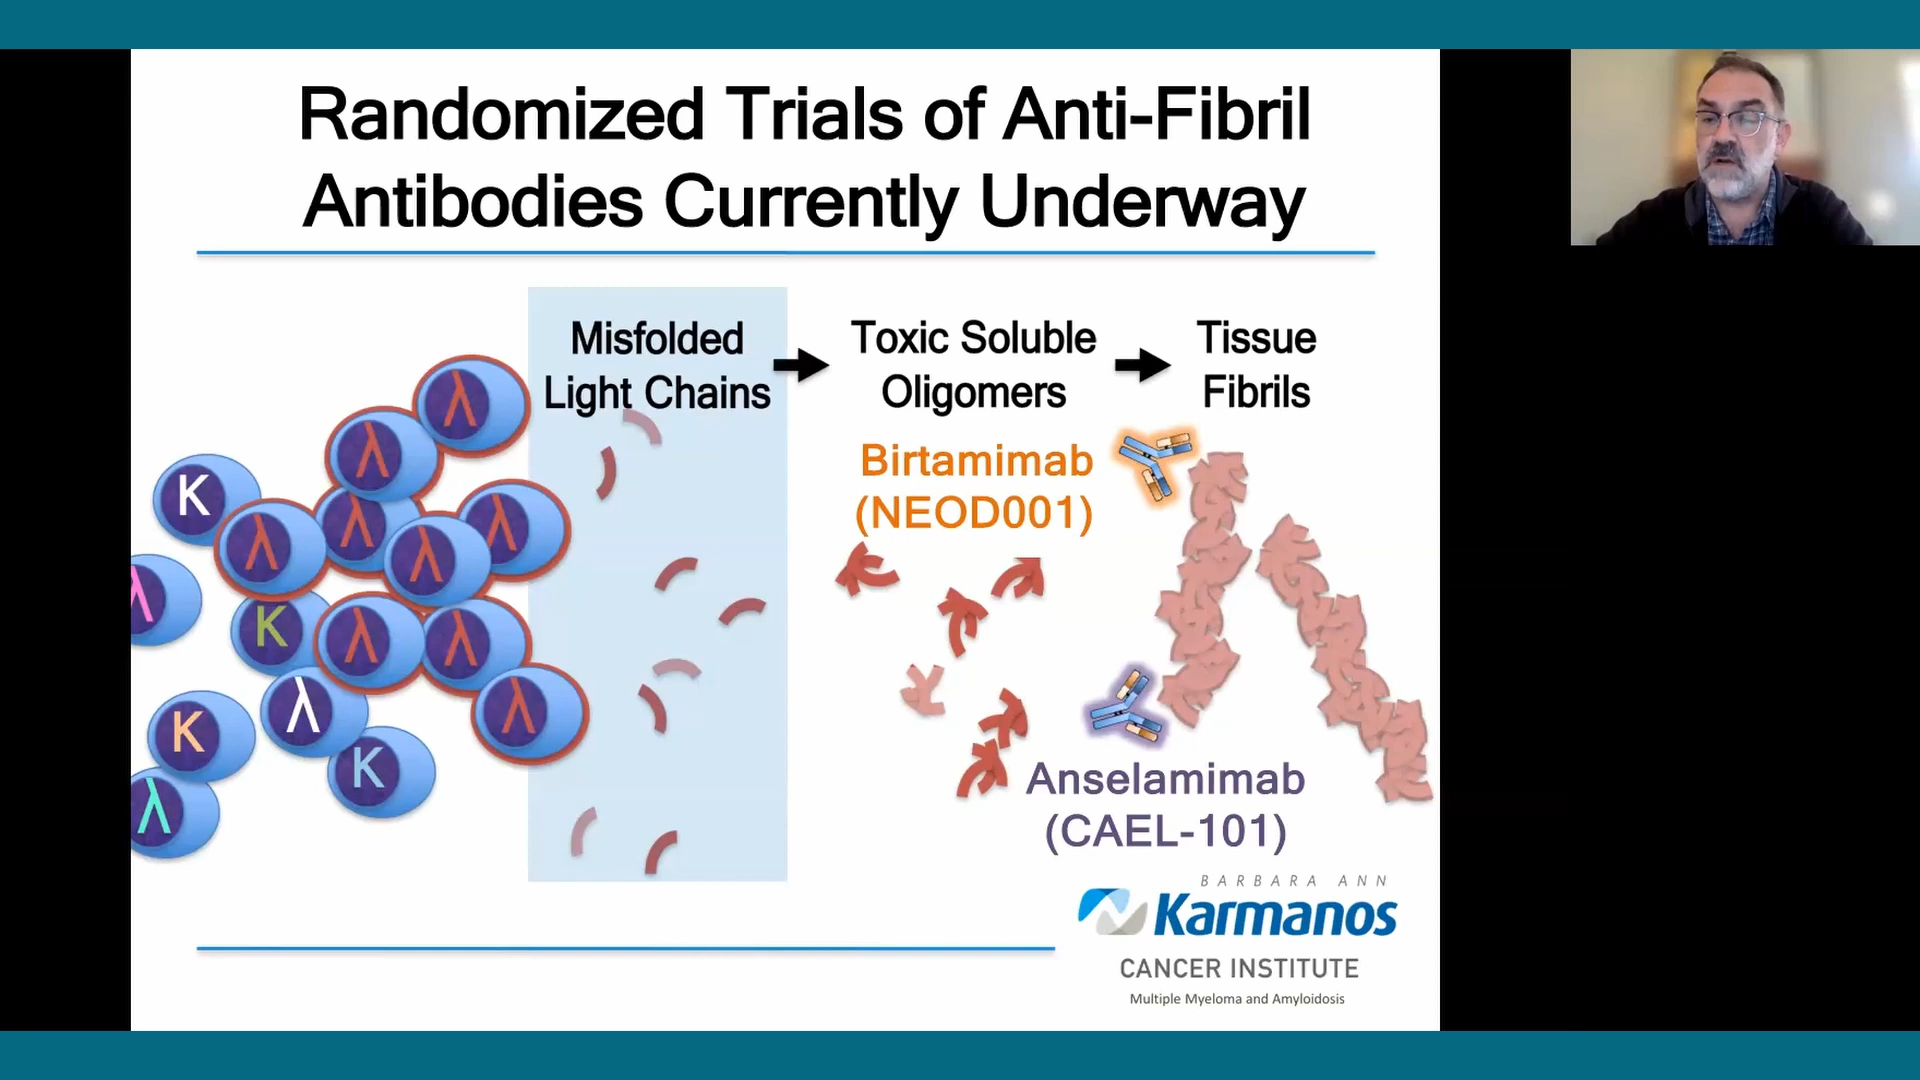 Randomized Trials of Anti-Fibril
Antibodies Currently Underway
Misfolded
Light Chains
Toxic Soluble
Oligomers
Tissue
Fibrils
Birtamimab
(NEOD001)
Anselamimab
(CAEL-101)
λ
λ
K
λ
λ
λ
λ
λ
K
λ
λ
λ
λ
K
K
λ
BARBARA ANN
Karmanos
CANCER INSTITUTE
Multiple Myeloma and Amyloidosis